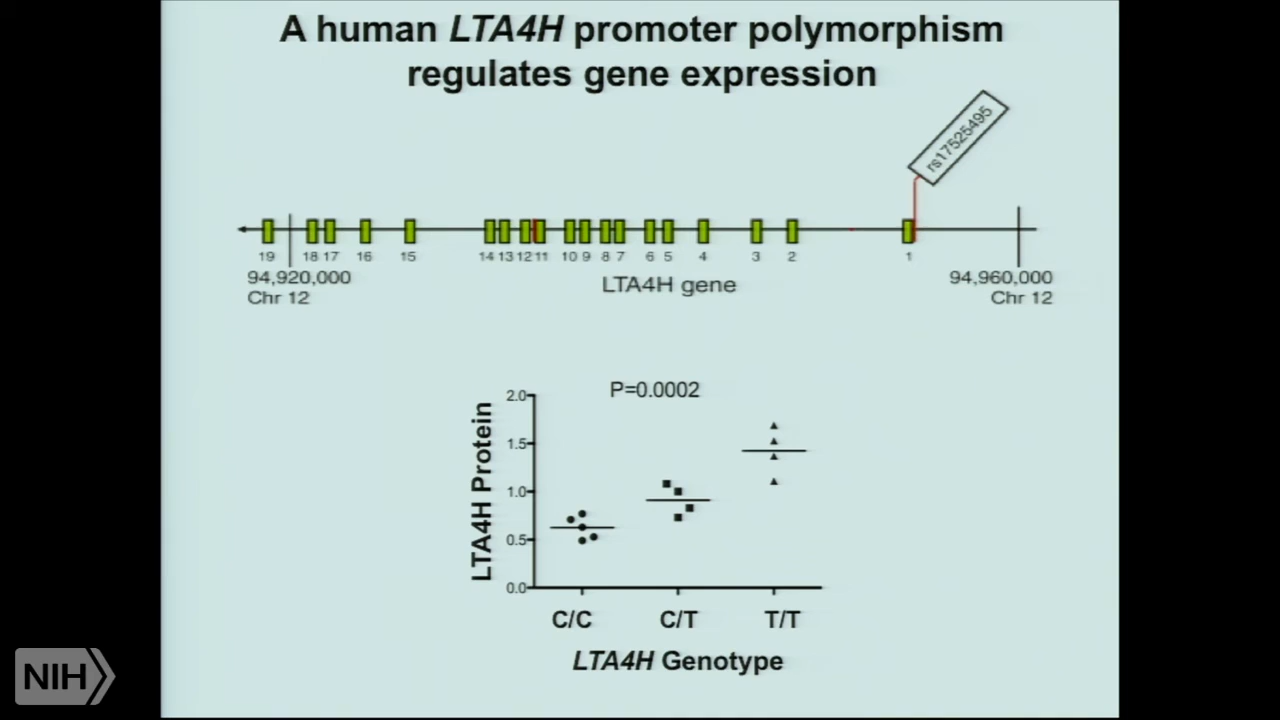 A human LTA4H promoter polymorphism
regulates gene expression
rs17525495
19 18 17 16 15 14 13 12 11 10 9 8 7 6 5 4 3 2 1
94,920,000
Chr 12
LTA4H gene
94,960,000
Chr 12
P=0.0002
LTA4H Protein
2.0
1.5
1.0
0.5
0.0
C/C C/T T/T
LTA4H Genotype
NIH